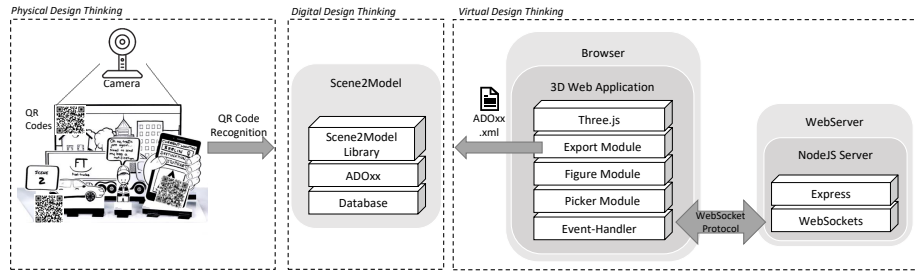 Physical Design Thinking
Camera
QR
Codes
SCENE
2
FT
QR Code
Recognition
Digital Design Thinking
Scene2Model
Scene2Model
Library
ADOxx
Database
Virtual Design Thinking
ADOxx
.xml
Browser
3D Web Application
Three.js
Export Module
Figure Module
Picker Module
Event-Handler
WebSocket
Protocol
WebServer
NodeJS Server
Express
WebSockets